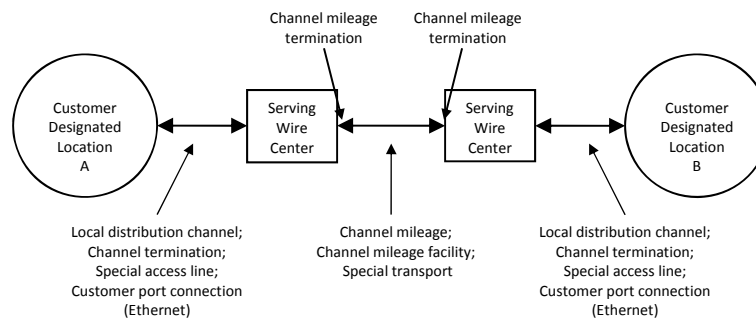 Channel mileage
termination
Channel mileage
termination
Customer
Designated
Location
A
Serving
Wire
Center
Serving
Wire
Center
Customer
Designated
Location
B
Local distribution channel;
Channel termination;
Special access line;
Customer port connection
(Ethernet)
Channel mileage;
Channel mileage facility;
Special transport
Local distribution channel;
Channel termination;
Special access line;
Customer port connection
(Ethernet)